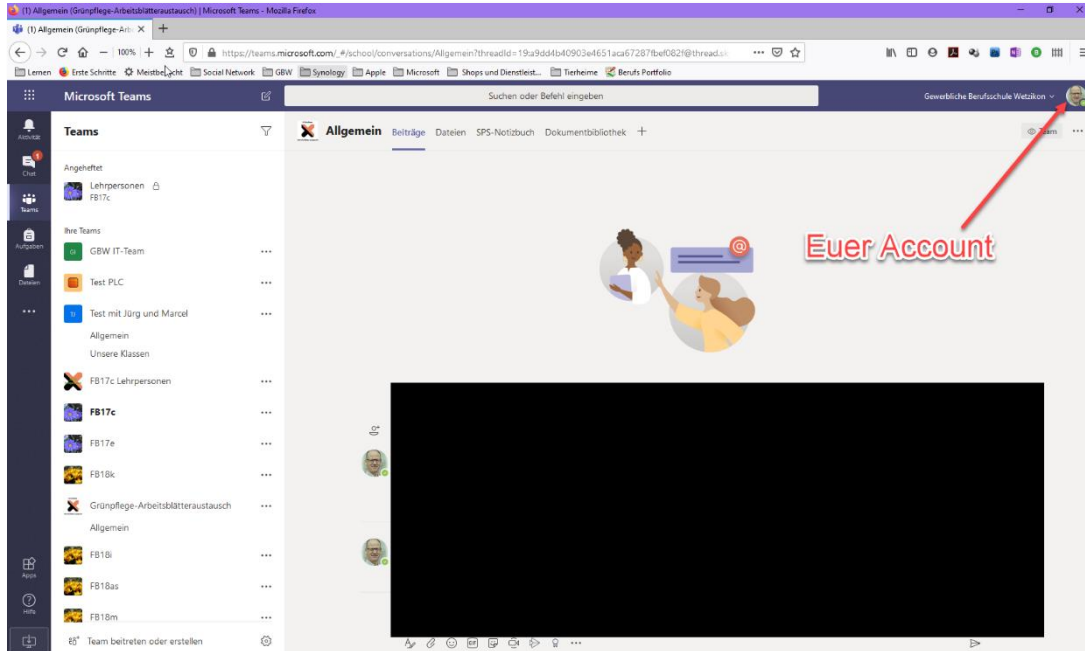 (1) Allgemein (Grünpflege-Arbeitsblätteraustausch) | Microsoft Teams - Mozilla Firefox
(1) Allgemein (Grünpflege-Arb
100%
https://teams.microsoft.com/_#/school/conversations/Allgemein?threadId=19:a9dd4b40903e4651aca67287fbef082f@thread.s
Lernen Erste Schritte Meistbesucht Social Network GBW Synology Apple Microsoft Shops und Dienstleist... Tierheime Berufs Portfolio
Microsoft Teams
Suchen oder Befehl eingeben
Gewerbliche Berufsschule Wetzikon
Aktivität
Chat
1
Teams
Aufgaben
Dateien
Apps
Hilfe
Teams
Angeheftet
Lehrpersonen
FB17c
Ihre Teams
GBW IT-Team
Test PLC
Test mit Jürg und Marcel
Allgemein
Unsere Klassen
FB17c Lehrpersonen
FB17c
FB17e
FB18k
Grünpflege-Arbeitsblätteraustausch
Allgemein
FB18i
FB18as
FB18m
Team beitreten oder erstellen
Allgemein Beiträge Dateien SPS-Notizbuch Dokumentbibliothek
Team
@
Euer Account
GIF